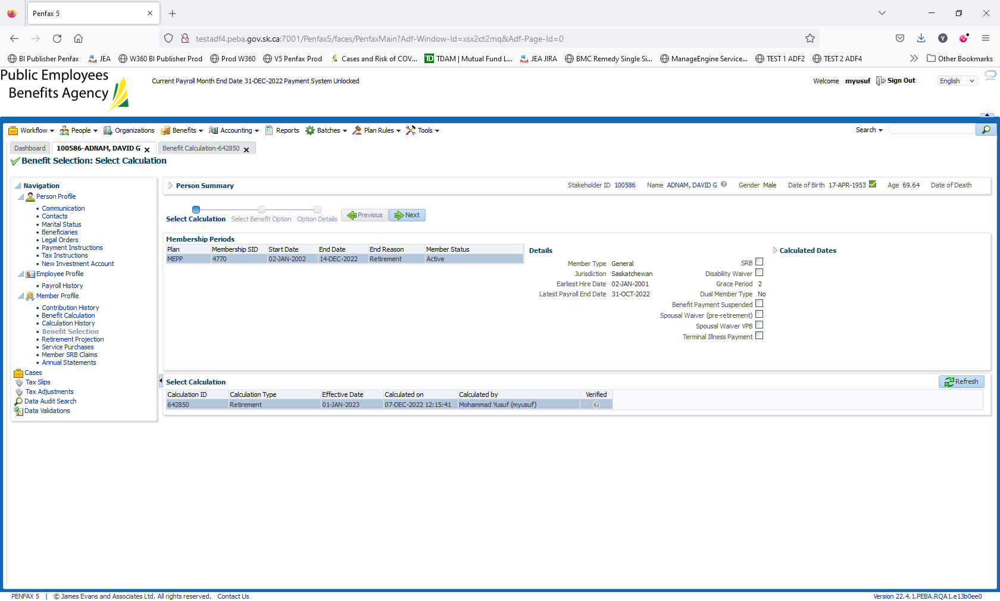 Penfax 5
testadf4.peba.gov.sk.ca:7001/Penfax5/faces/PenfaxMain?Adf-Window-Id=xsx2ct2mq&Adf-Page-Id=0
BI Publisher Penfax JEA W360 BI Publisher Prod Prod W360 V5 Penfax Prod Cases and Risk of COV... TDAM | Mutual Fund L... JEA JIRA BMC Remedy Single Si... ManageEngine Service... TEST 1 ADF2 TEST 2 ADF4 Other Bookmarks
Public Employees
Benefits Agency
Current Payroll Month End Date 31-DEC-2022 Payment System Unlocked
Welcome myusuf Sign Out English
Workflow People Organizations Benefits Accounting Reports Batches Plan Rules Tools Search
Dashboard 100586-ADNAM, DAVID G Benefit Calculation-642850
Benefit Selection: Select Calculation
Navigation
Person Profile
Communication
Contacts
Marital Status
Beneficiaries
Legal Orders
Payment Instructions
Tax Instructions
New Investment Account
Employee Profile
Payroll History
Member Profile
Contribution History
Benefit Calculation
Calculation History
Benefit Selection
Retirement Projection
Service Purchases
Member SRB Claims
Annual Statements
Cases
Tax Slips
Tax Adjustments
Data Audit Search
Data Validations
Person Summary Stakeholder ID 100586 Name ADNAM, DAVID G Gender Male Date of Birth 17-APR-1953 Age 69.64 Date of Death
Select Calculation Select Benefit Option Option Details Previous Next
Membership Periods
Plan Membership SID Start Date End Date End Reason Member Status
MEPP 4770 02-JAN-2002 14-DEC-2022 Retirement Active
Details
Member Type General
Jurisdiction Saskatchewan
Earliest Hire Date 02-JAN-2001
Latest Payroll End Date 31-OCT-2022
SRB
Disability Waiver
Grace Period 2
Dual Member Type No
Benefit Payment Suspended
Spousal Waiver (pre-retirement)
Spousal Waiver VPB
Terminal Illness Payment
Calculated Dates
Select Calculation Refresh
Calculation ID Calculation Type Effective Date Calculated on Calculated by Verified
642850 Retirement 01-JAN-2023 07-DEC-2022 12:15:41 Mohammad Yusuf (myusuf)
PENFAX 5 | © James Evans and Associates Ltd. All rights reserved. Contact Us Version 22.4.1.PEBA.RQA1.e13b0ee0